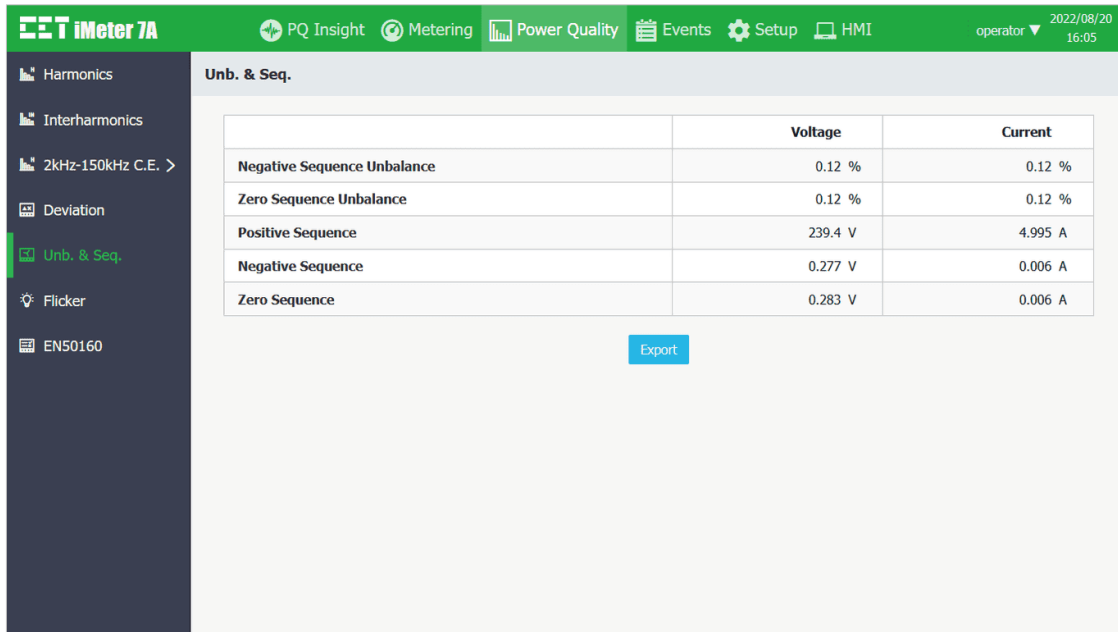 CET iMeter 7A PQ Insight Metering Power Quality Events Setup HMI operator ▼ 2022/08/20
16:05
Harmonics
Unb. & Seq.
Interharmonics
2kHz-150kHz C.E. >
Deviation
Unb. & Seq.
Flicker
EN50160
Voltage Current
Negative Sequence Unbalance 0.12 % 0.12 %
Zero Sequence Unbalance 0.12 % 0.12 %
Positive Sequence 239.4 V 4.995 A
Negative Sequence 0.277 V 0.006 A
Zero Sequence 0.283 V 0.006 A
Export